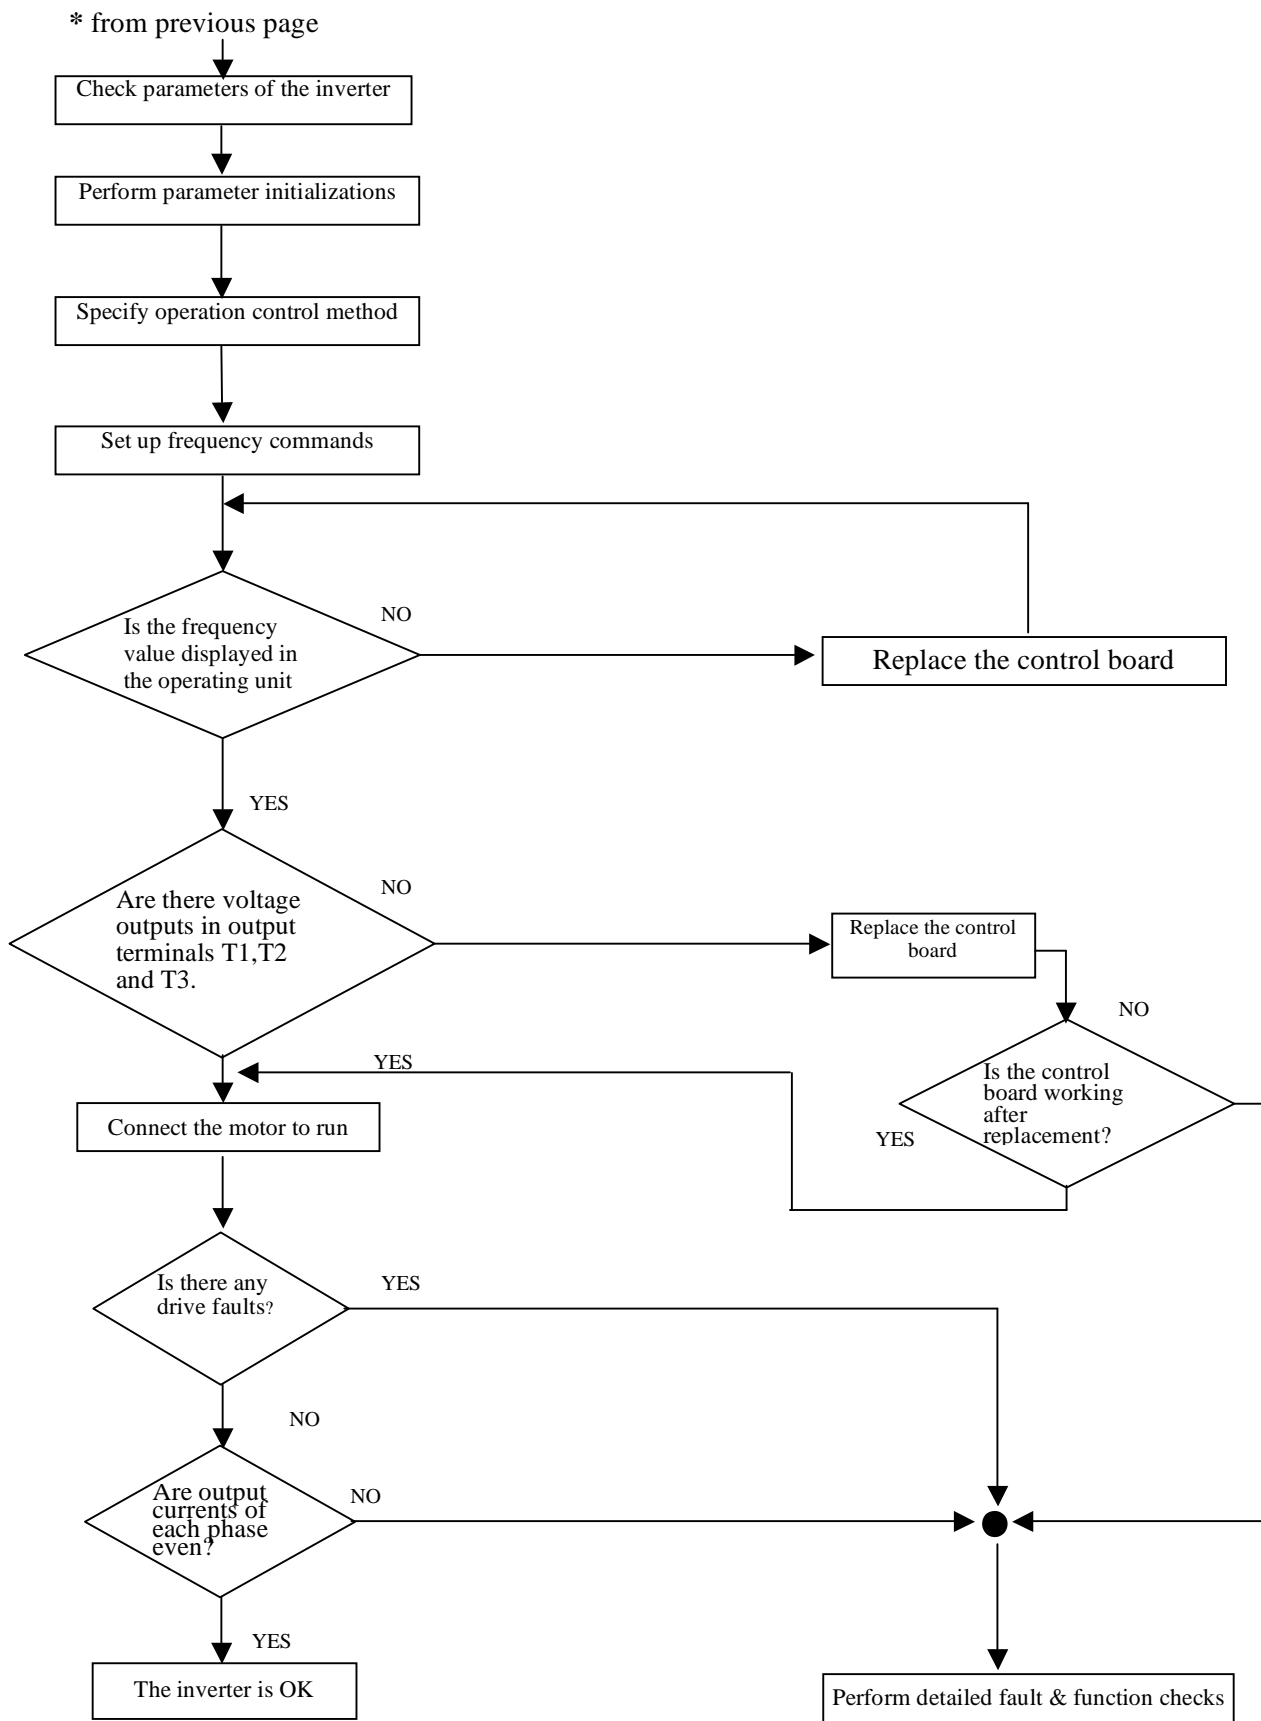 * from previous page
Check parameters of the inverter
Perform parameter initializations
Specify operation control method
Set up frequency commands
Is the frequency
value displayed in
the operating unit
NO
Replace the control board
YES
Are there voltage
outputs in output
terminals T1,T2
and T3.
NO
Replace the control
board
NO
Is the control
board working
after
replacement?
YES
YES
Connect the motor to run
Is there any
drive faults?
YES
NO
Are output
currents of
each phase
even?
NO
YES
The inverter is OK
Perform detailed fault & function checks